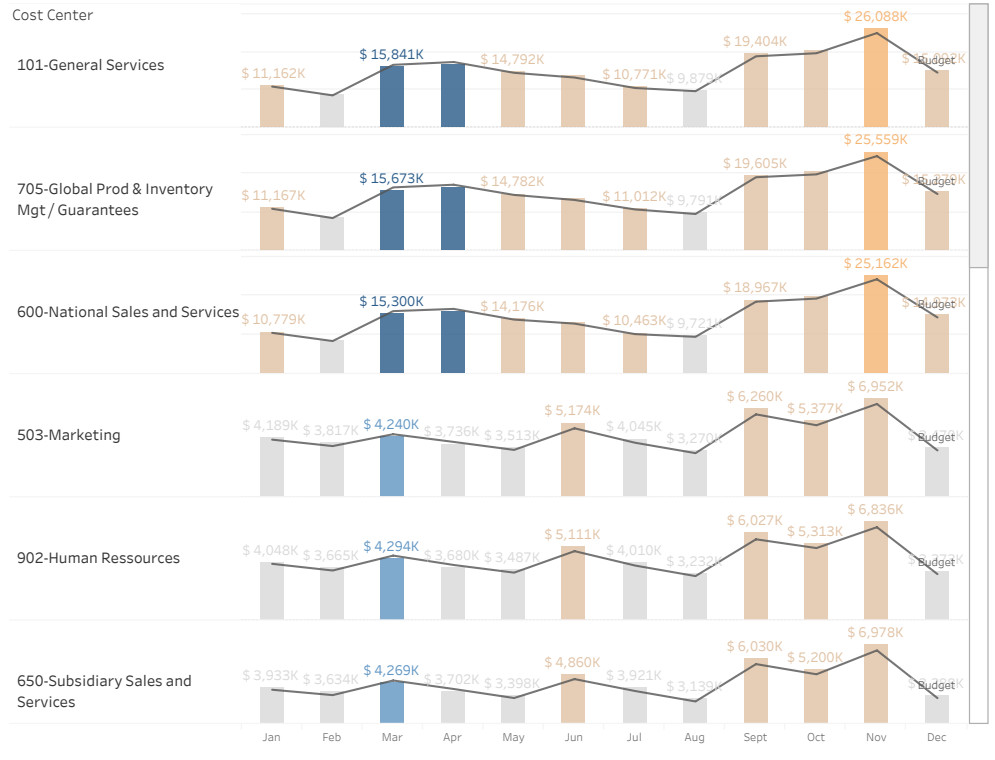 Cost Center
$ 26,088K
$ 19,404K
101-General Services
$ 15,841K
$ 14,792K
Budget
$ 11,162K
$ 10,771K
$ 9,879K
$ 25,559K
$ 19,605K
705-Global Prod & Inventory
Mgt / Guarantees
$ 15,673K
$ 14,782K
Budget
$ 11,167K
$ 11,012K
$ 9,791K
$ 25,162K
$ 18,967K
600-National Sales and Services
$ 15,300K
$ 14,176K
Budget
$ 10,779K
$ 10,463K
$ 9,721K
$ 6,952K
$ 6,260K
$ 5,377K
$ 5,174K
503-Marketing
$ 4,189K
$ 3,817K
$ 4,240K
$ 3,736K
$ 3,513K
$ 4,045K
$ 3,270K
Budget
$ 6,836K
$ 6,027K
$ 5,313K
$ 5,111K
902-Human Ressources
$ 4,048K
$ 3,665K
$ 4,294K
$ 3,680K
$ 3,487K
$ 4,010K
$ 3,232K
Budget
$ 6,978K
$ 6,030K
$ 5,200K
$ 4,860K
650-Subsidiary Sales and
Services
$ 3,933K
$ 3,634K
$ 4,269K
$ 3,702K
$ 3,398K
$ 3,921K
$ 3,139K
Budget
Jan Feb Mar Apr May Jun Jul Aug Sept Oct Nov Dec